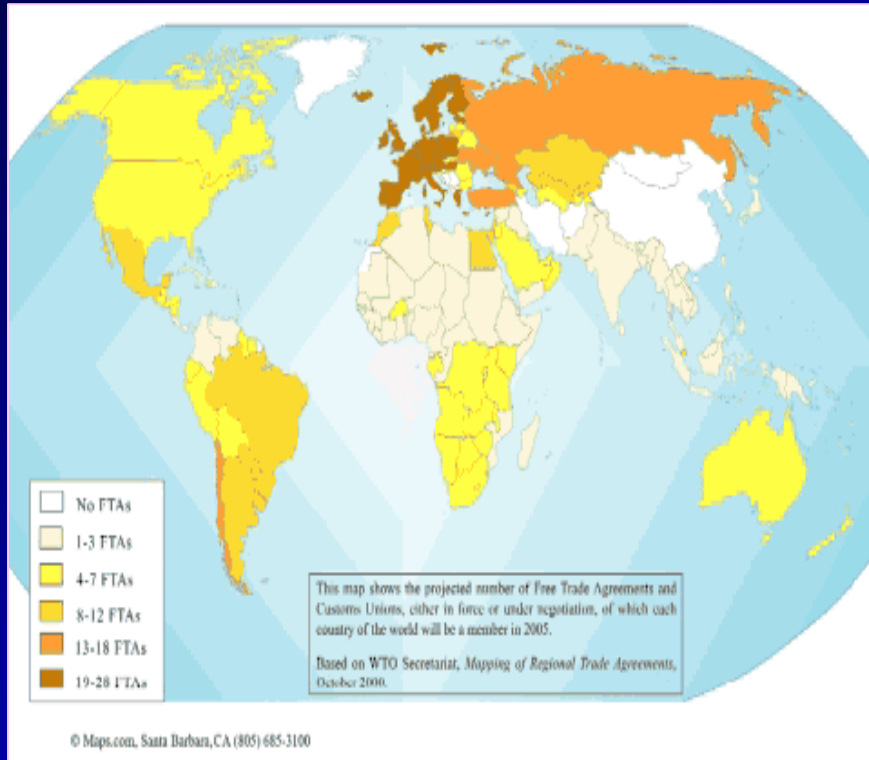 No FTAs
1-3 FTAs
4-7 FTAs
8-12 FTAs
13-18 FTAs
19-28 FTAs
This map shows the projected number of Free Trade Agreements and
Customs Unions, either in force or under negotiation, of which each
country of the world will be a member in 2005.
Based on WTO Secretariat, Mapping of Regional Trade Agreements,
October 2000.
© Maps.com, Santa Barbara, CA (805) 685-3100